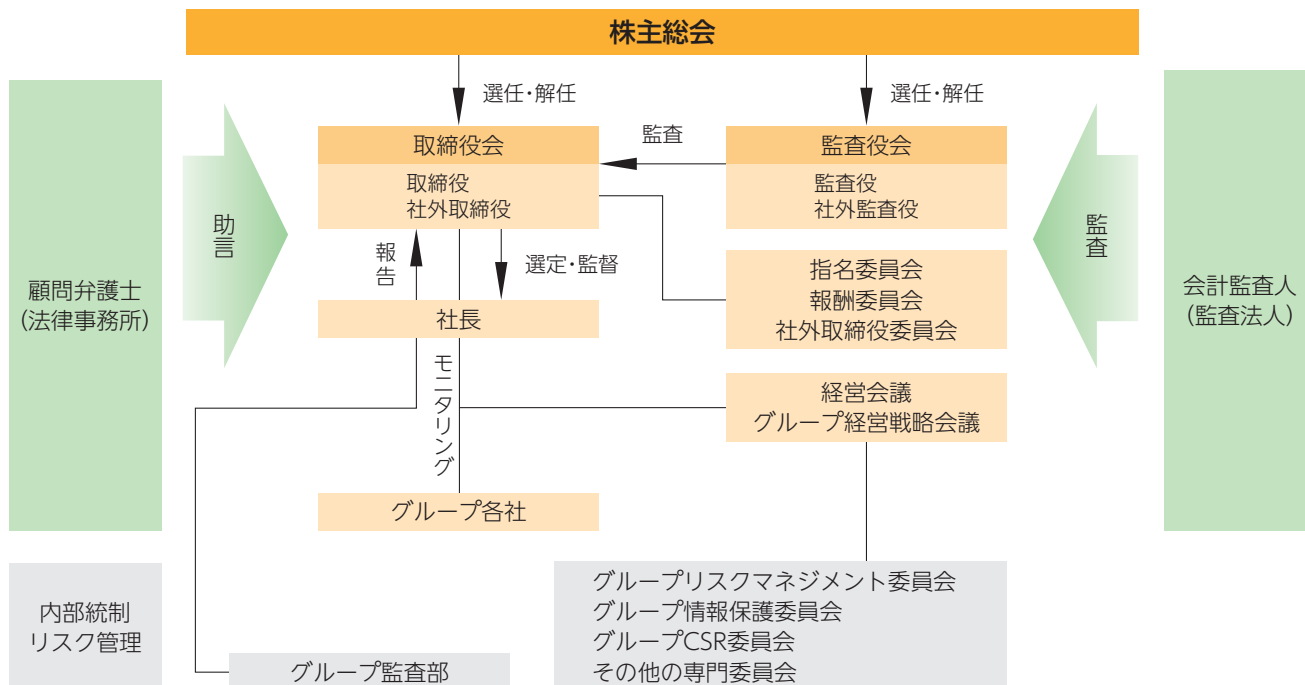 株主総会
選任・解任
選任・解任
取締役会
監査
監査役会
取締役
社外取締役
監査役
社外監査役
助言
監査
報告
選定・監督
指名委員会
報酬委員会
社外取締役委員会
顧問弁護士
(法律事務所)
会計監査人
(監査法人)
社長
モニタリング
経営会議
グループ経営戦略会議
グループ各社
内部統制
リスク管理
グループリスクマネジメント委員会
グループ情報保護委員会
グループCSR委員会
その他の専門委員会
グループ監査部